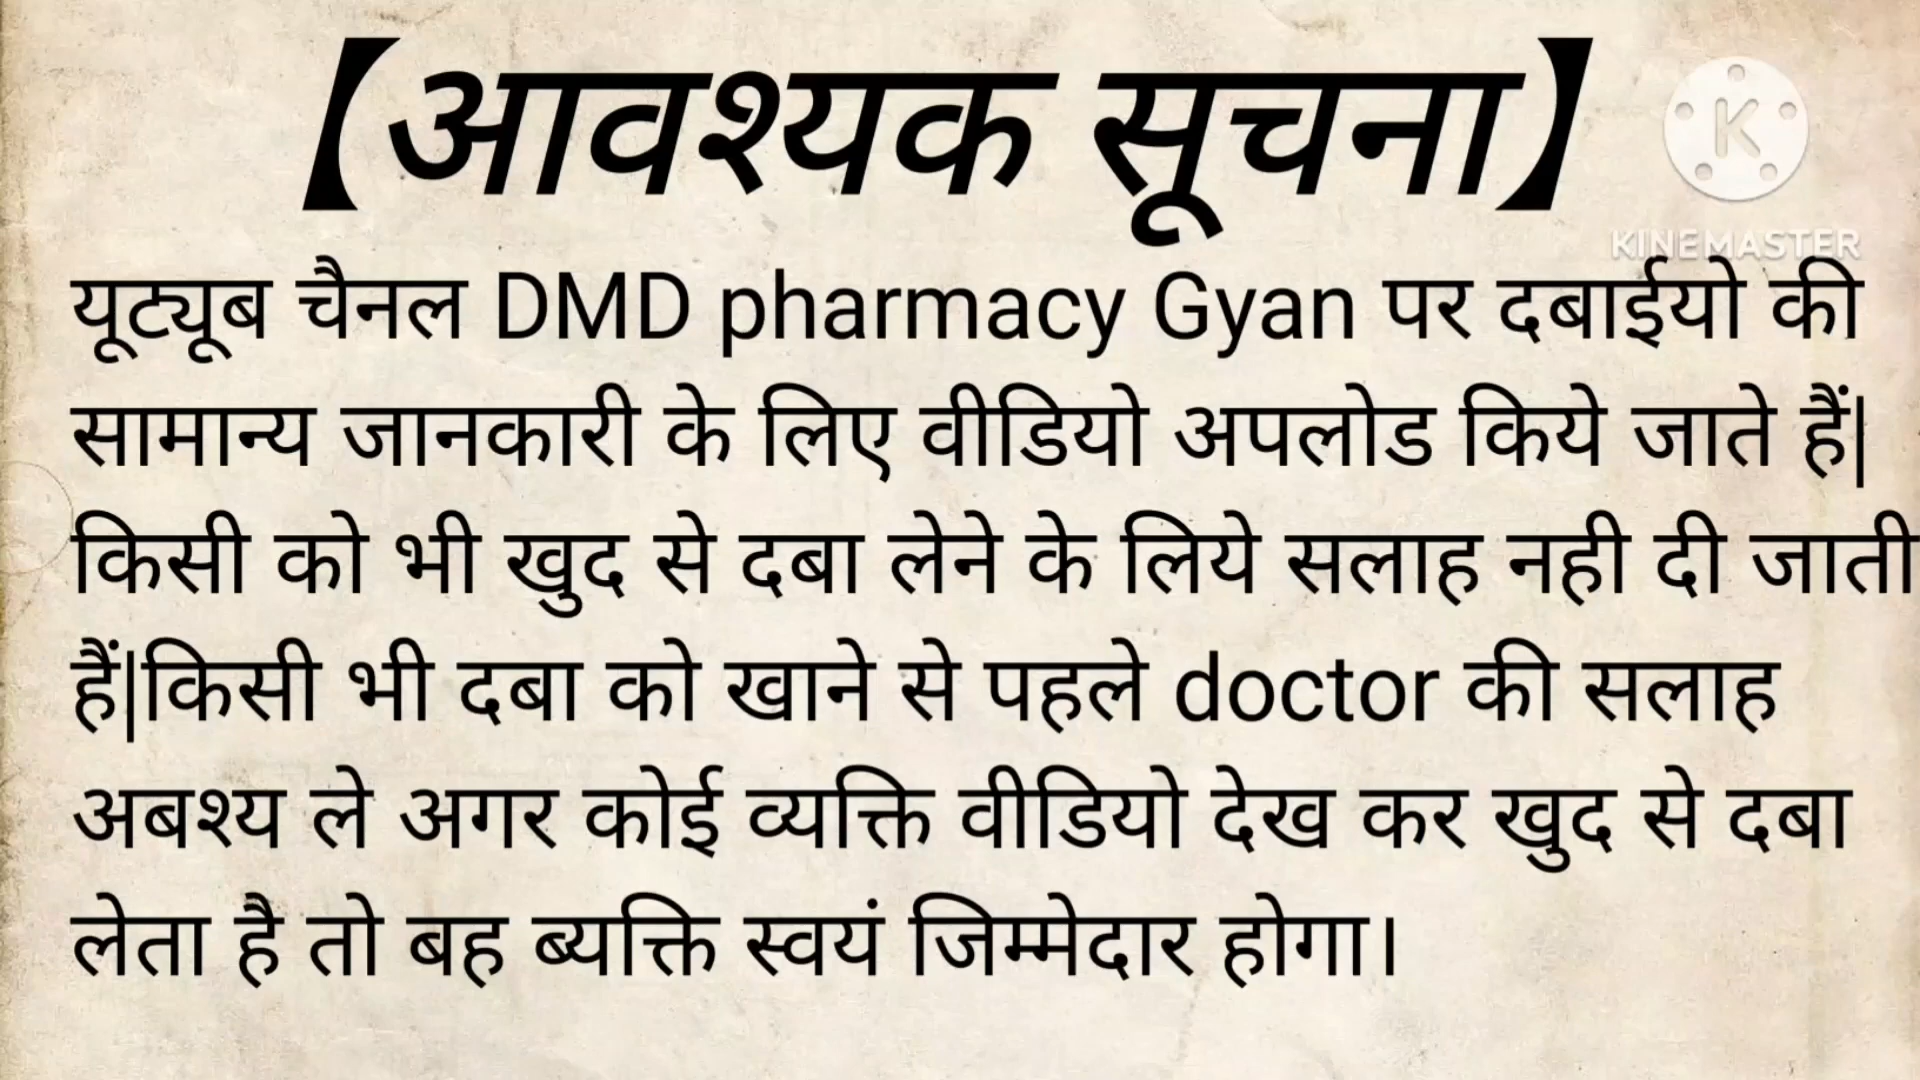 【आवश्यक सूचना】
KINEMASTER
यूट्यूब चैनल DMD pharmacy Gyan पर दबाईयो की
सामान्य जानकारी के लिए वीडियो अपलोड किये जाते हैं|
किसी को भी खुद से दबा लेने के लिये सलाह नही दी जाती
हैं|किसी भी दबा को खाने से पहले doctor की सलाह
अबश्य ले अगर कोई व्यक्ति वीडियो देख कर खुद से दबा
लेता है तो बह ब्यक्ति स्वयं जिम्मेदार होगा।